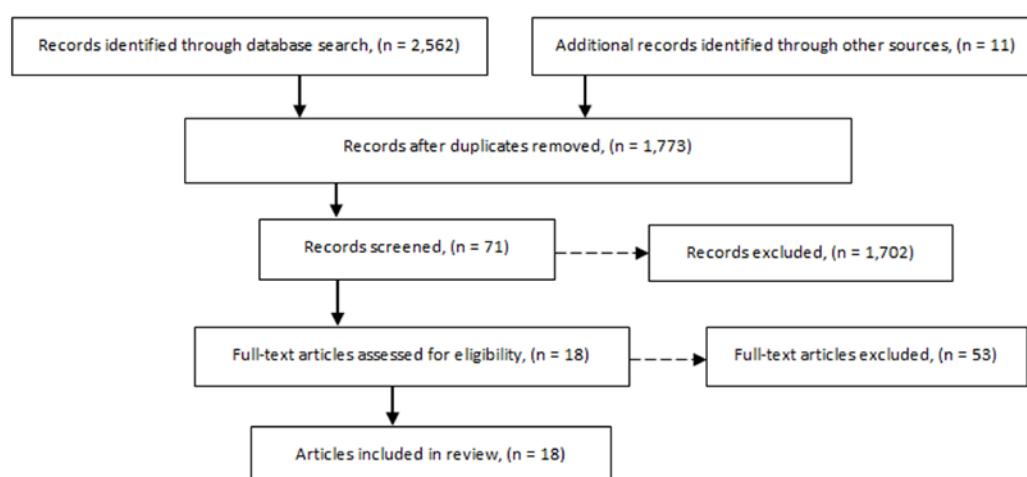 Records identified through database search, (n = 2,562)
Additional records identified through other sources, (n = 11)
Records after duplicates removed, (n = 1,773)
Records screened, (n = 71)
Records excluded, (n = 1,702)
Full-text articles assessed for eligibility, (n = 18)
Full-text articles excluded, (n = 53)
Articles included in review, (n = 18)